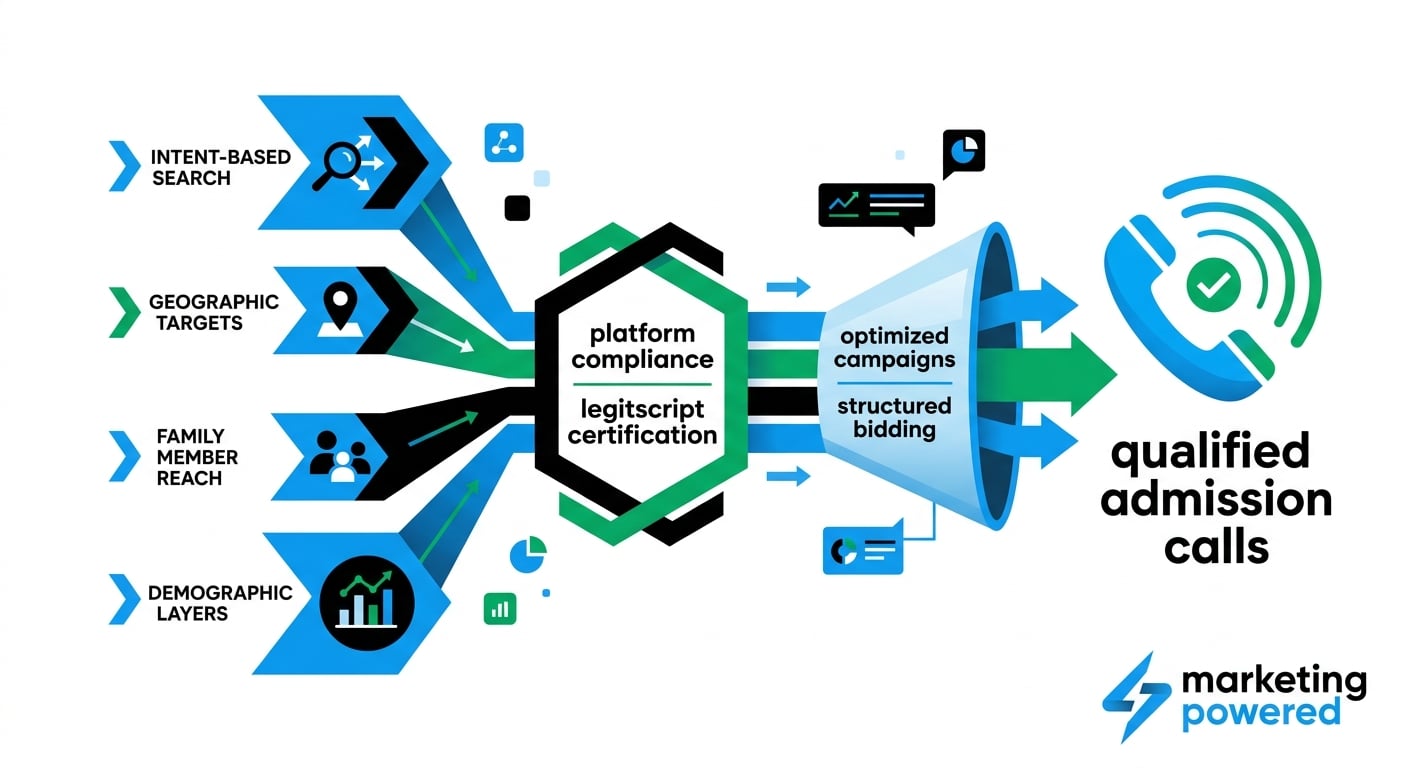 INTENT-BASED
SEARCH
GEOGRAPHIC
TARGETS
FAMILY
MEMBER
REACH
DEMOGRAPHIC
LAYERS
platform
compliance
legitscript
certification
optimized
campaigns
structured
bidding
qualified
admission
calls
marketing
powered